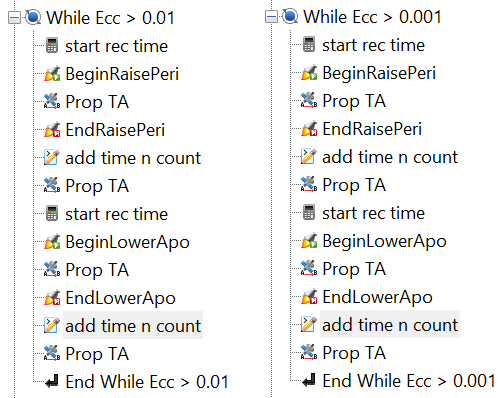 While Ecc > 0.01
start rec time
BeginRaisePeri
Prop TA
EndRaisePeri
add time n count
Prop TA
start rec time
BeginLowerApo
Prop TA
EndLowerApo
add time n count
Prop TA
End While Ecc > 0.01
While Ecc > 0.001
start rec time
BeginRaisePeri
Prop TA
EndRaisePeri
add time n count
Prop TA
start rec time
BeginLowerApo
Prop TA
EndLowerApo
add time n count
Prop TA
End While Ecc > 0.001